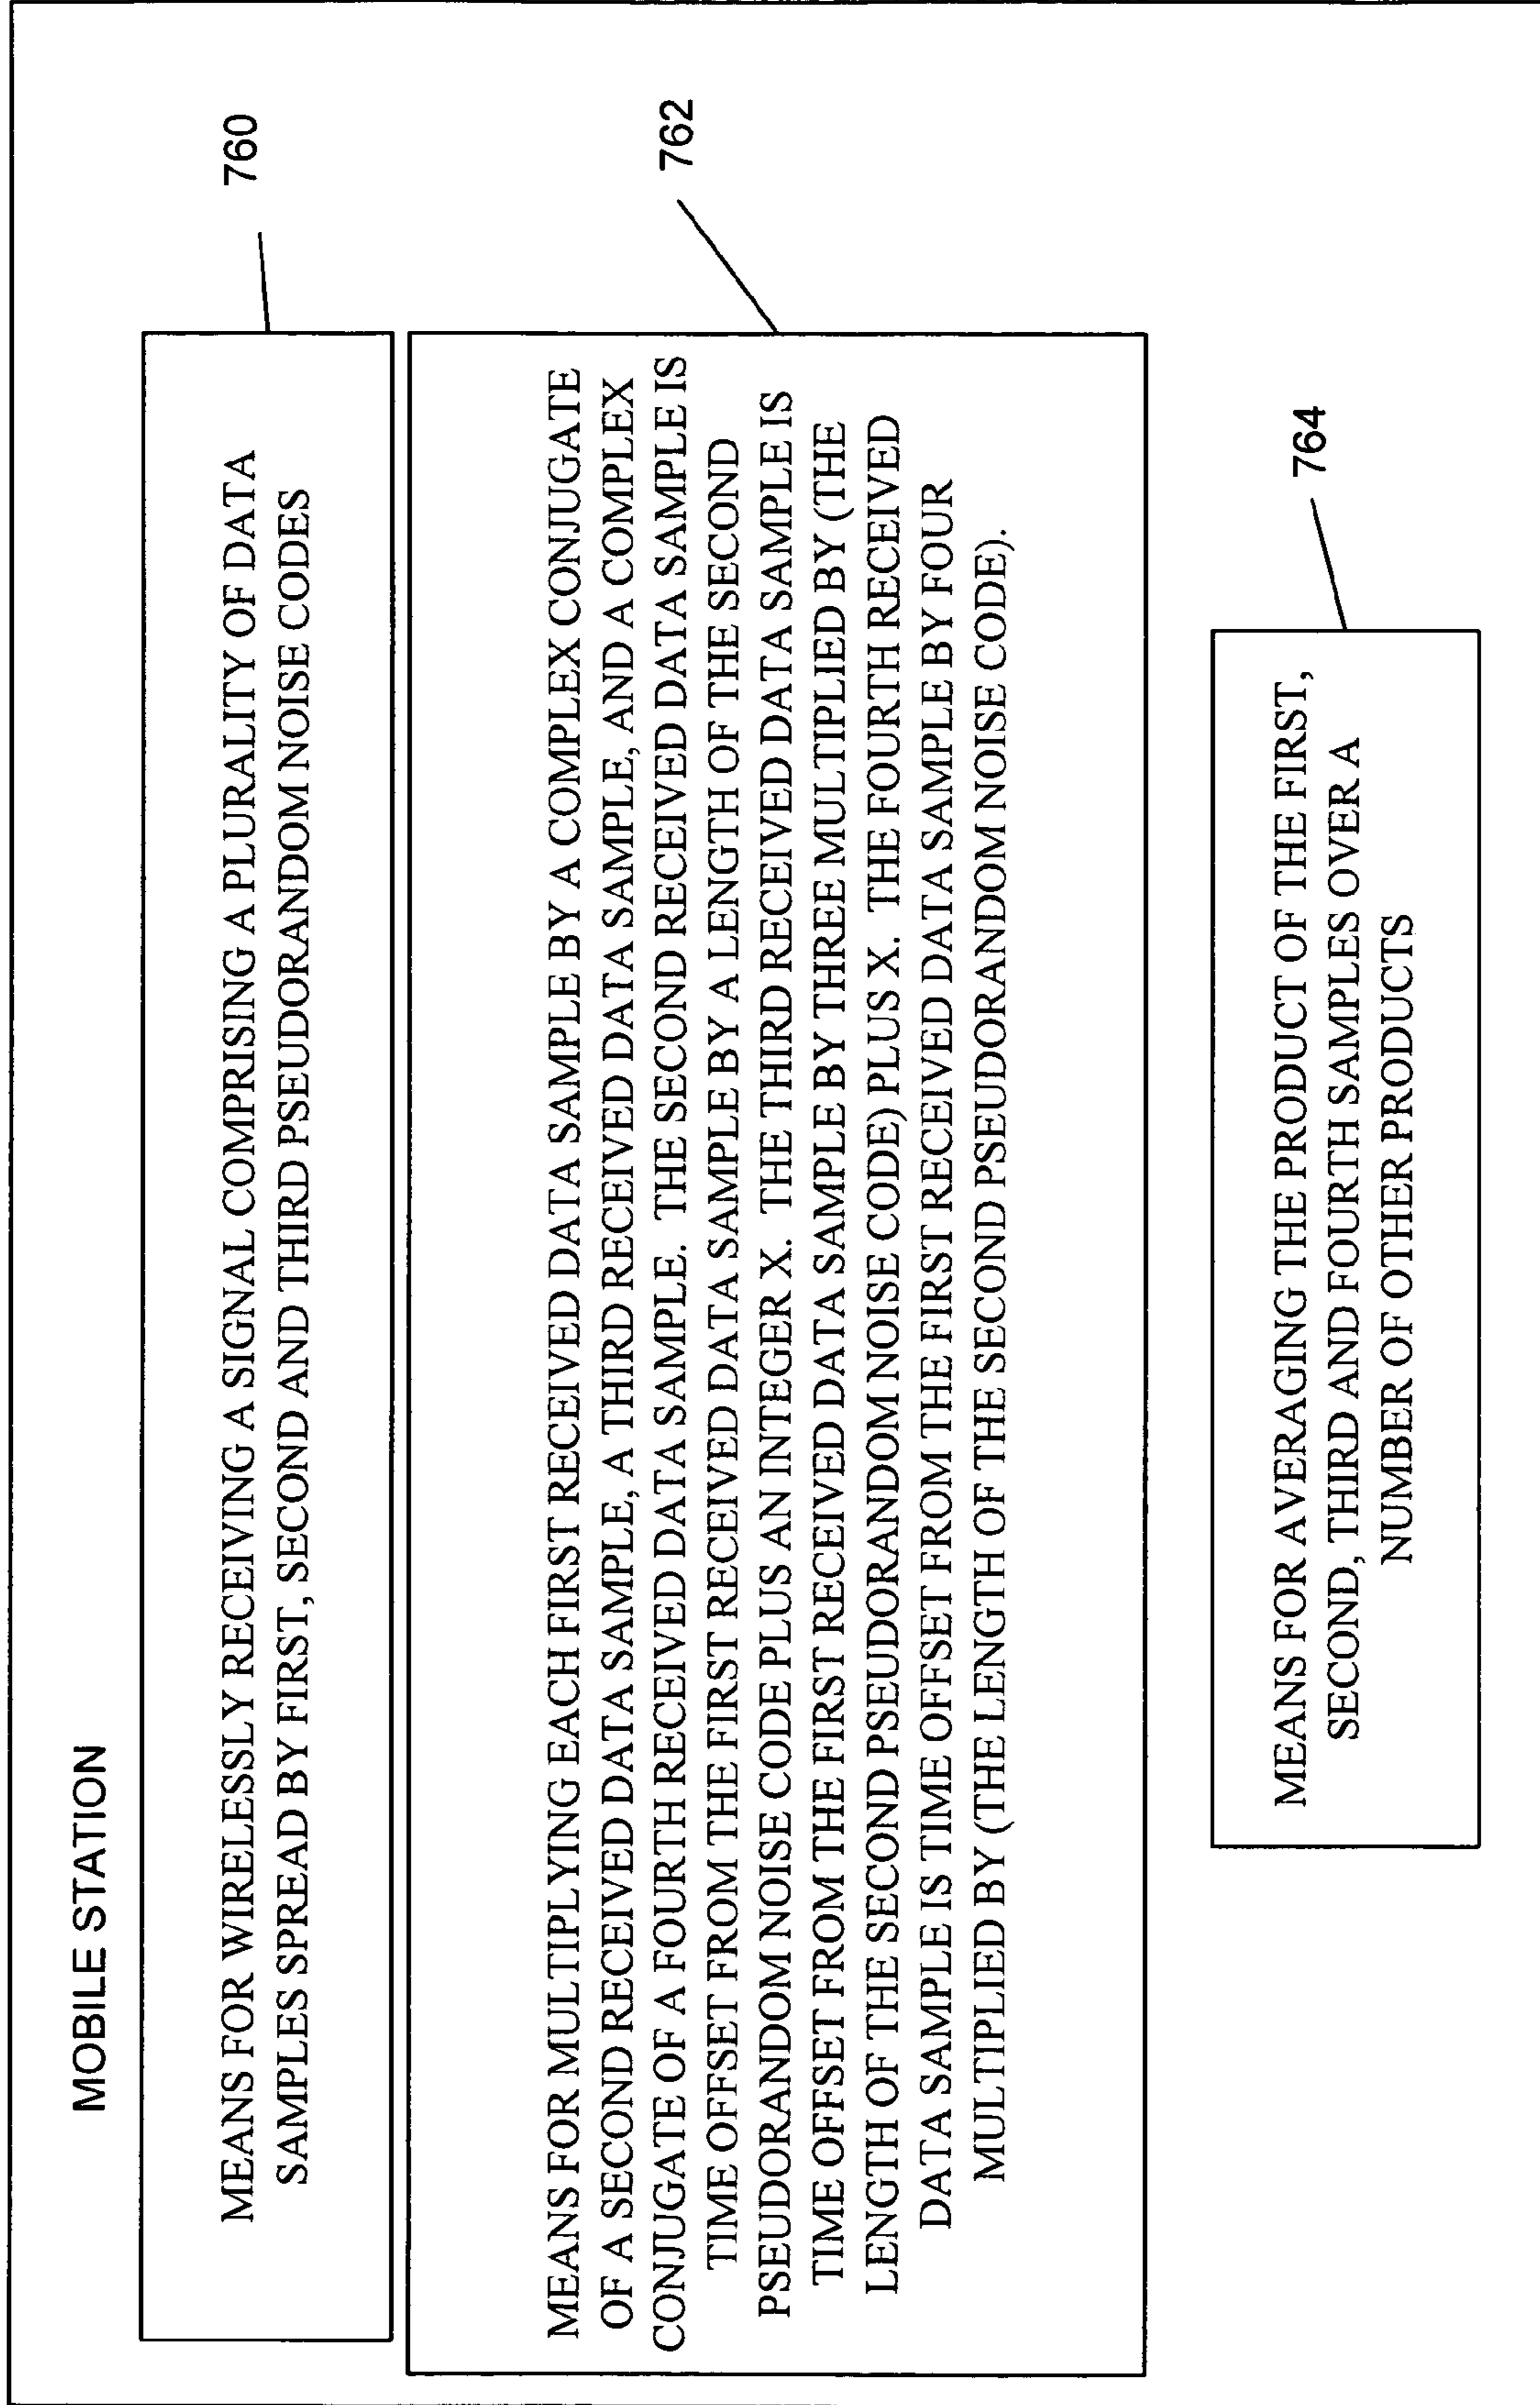 MOBILE STATION
MEANS FOR WIRELESSLY RECEIVING A SIGNAL COMPRISING A PLURALITY OF DATA
SAMPLES SPREAD BY FIRST, SECOND AND THIRD PSEUDORANDOM NOISE CODES
760
MEANS FOR MULTIPLYING EACH FIRST RECEIVED DATA SAMPLE BY A COMPLEX CONJUGATE
OF A SECOND RECEIVED DATA SAMPLE, A THIRD RECEIVED DATA SAMPLE, AND A COMPLEX
CONJUGATE OF A FOURTH RECEIVED DATA SAMPLE. THE SECOND RECEIVED DATA SAMPLE IS
TIME OFFSET FROM THE FIRST RECEIVED DATA SAMPLE BY A LENGTH OF THE SECOND
PSEUDORANDOM NOISE CODE PLUS AN INTEGER X. THE THIRD RECEIVED DATA SAMPLE IS
TIME OFFSET FROM THE FIRST RECEIVED DATA SAMPLE BY THREE MULTIPLIED BY (THE
LENGTH OF THE SECOND PSEUDORANDOM NOISE CODE) PLUS X. THE FOURTH RECEIVED
DATA SAMPLE IS TIME OFFSET FROM THE FIRST RECEIVED DATA SAMPLE BY FOUR
MULTIPLIED BY (THE LENGTH OF THE SECOND PSEUDORANDOM NOISE CODE).
762
MEANS FOR AVERAGING THE PRODUCT OF THE FIRST,
SECOND, THIRD AND FOURTH SAMPLES OVER A
NUMBER OF OTHER PRODUCTS
764